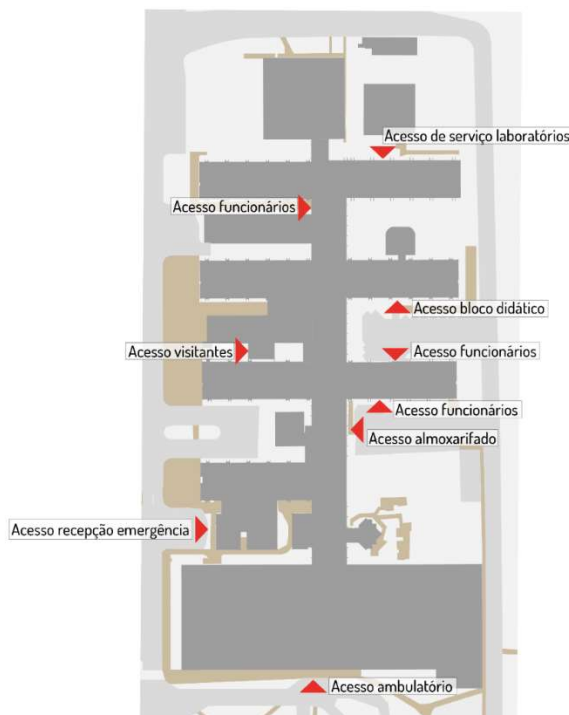 Acesso de serviço laboratórios
Acesso funcionários
Acesso bloco didático
Acesso visitantes
Acesso funcionários
Acesso funcionários
Acesso almoxarifado
Acesso recepção emergência
Acesso ambulatório